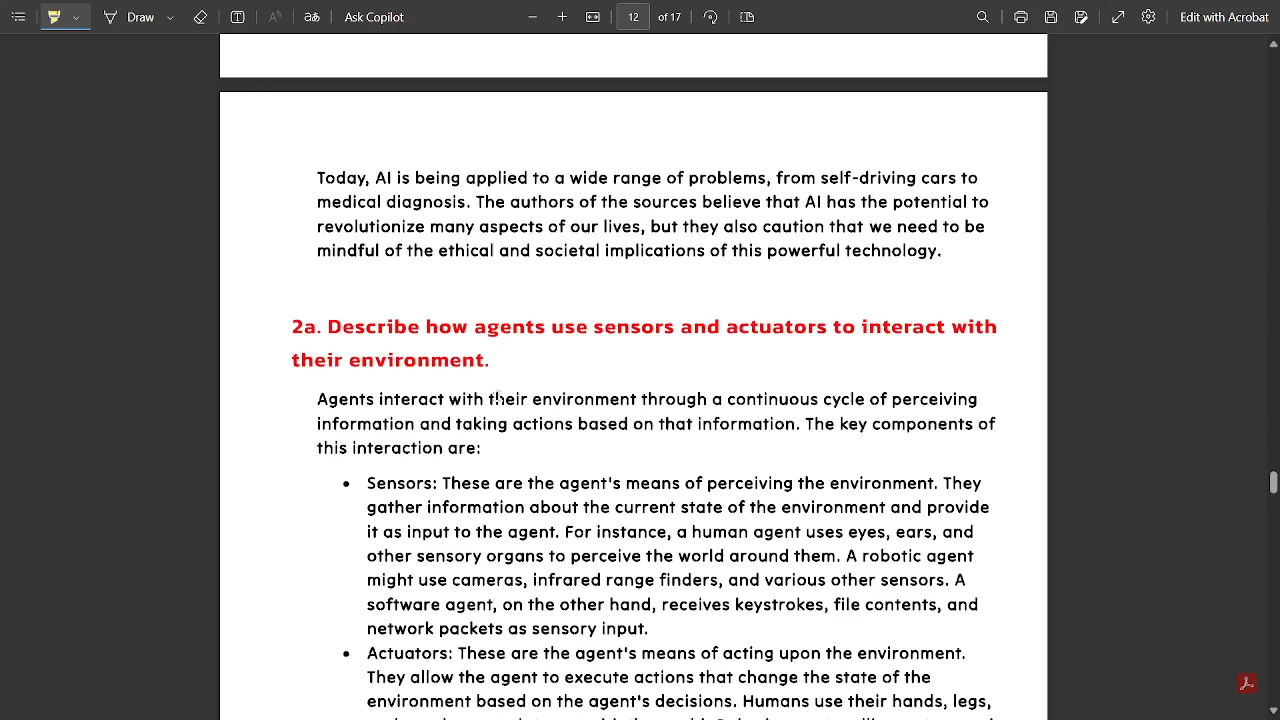 Draw
Ask Copilot
12 of 17
Edit with Acrobat
Today, AI is being applied to a wide range of problems, from self-driving cars to
medical diagnosis. The authors of the sources believe that AI has the potential to
revolutionize many aspects of our lives, but they also caution that we need to be
mindful of the ethical and societal implications of this powerful technology.
2a. Describe how agents use sensors and actuators to interact with
their environment.
Agents interact with their environment through a continuous cycle of perceiving
information and taking actions based on that information. The key components of
this interaction are:
• Sensors: These are the agent's means of perceiving the environment. They
gather information about the current state of the environment and provide
it as input to the agent. For instance, a human agent uses eyes, ears, and
other sensory organs to perceive the world around them. A robotic agent
might use cameras, infrared range finders, and various other sensors. A
software agent, on the other hand, receives keystrokes, file contents, and
network packets as sensory input.
• Actuators: These are the agent's means of acting upon the environment.
They allow the agent to execute actions that change the state of the
environment based on the agent's decisions. Humans use their hands, legs,